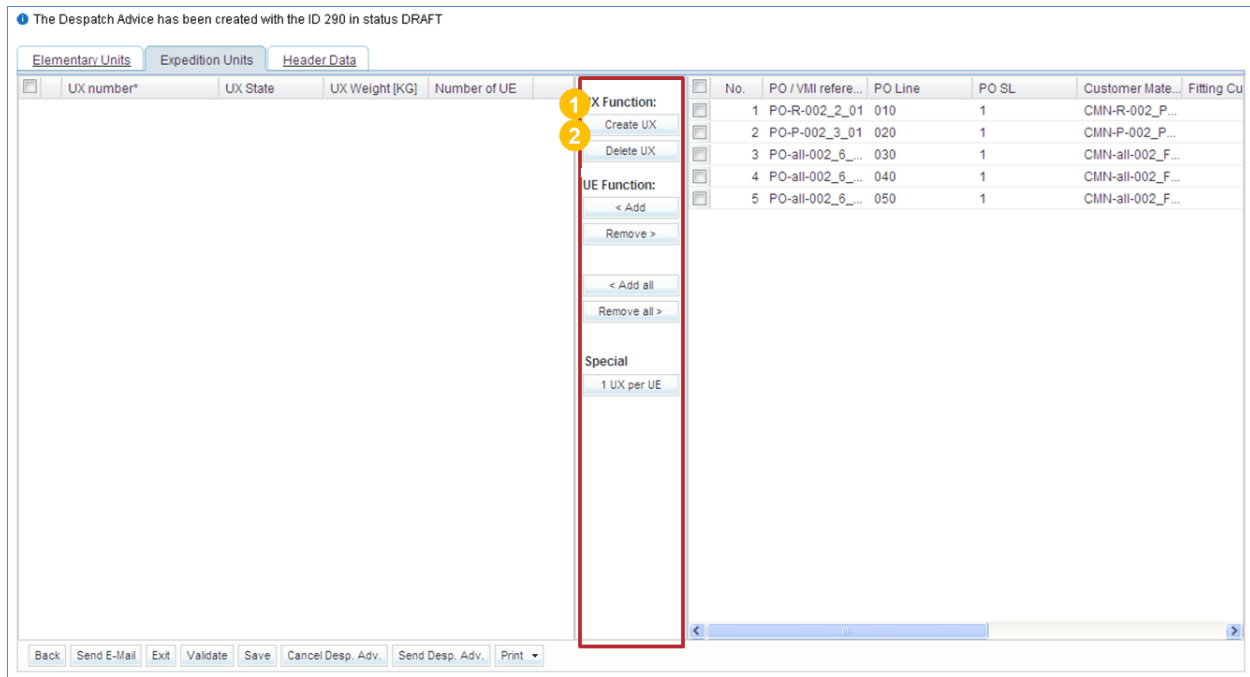 The Despatch Advice has been created with the ID 290 in status DRAFT
Elementary Units Expedition Units Header Data
UX number* UX State UX Weight [KG] Number of UE
1 X Function:
Create UX
2
Delete UX
UE Function:
< Add
Remove >
< Add all
Remove all >
Special
1 UX per UE
No. PO / VMI refere... PO Line PO SL Customer Mate... Fitting Cu
1 PO-R-002_2_01 010 1 CMN-R-002_P...
2 PO-P-002_3_01 020 1 CMN-P-002_P...
3 PO-all-002_6_... 030 1 CMN-all-002_F...
4 PO-all-002_6_... 040 1 CMN-all-002_F...
5 PO-all-002_6_... 050 1 CMN-all-002_F...
Back Send E-Mail Exit Validate Save Cancel Desp. Adv. Send Desp. Adv. Print